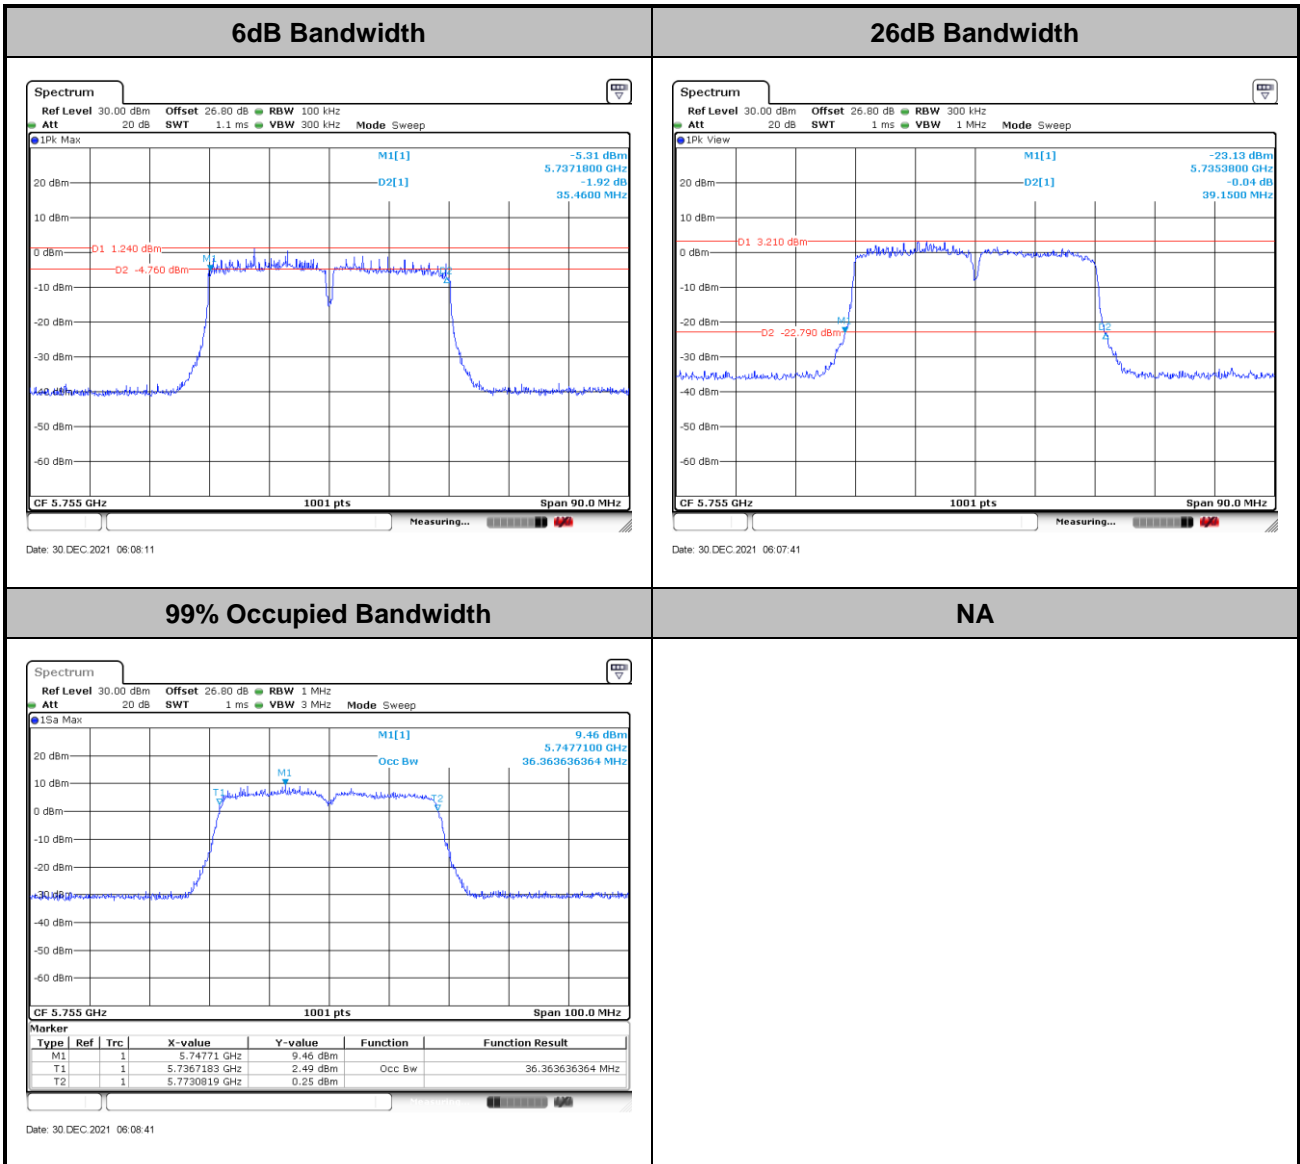 6dB Bandwidth
26dB Bandwidth
Spectrum
Ref Level 30.00 dBm Offset 26.80 dB RBW 100 kHz
Att 20 dB SWT 1.1 ms VBW 300 kHz Mode Sweep
1Pk Max
M1[1] -5.31 dBm
5.7371800 GHz
D2[1] -1.92 dB
35.4600 MHz
20 dBm
10 dBm
0 dBm
D1 1.240 dBm
M1
D2 -4.760 dBm
D2
-10 dBm
-20 dBm
-30 dBm
-40 dBm
-50 dBm
-60 dBm
CF 5.755 GHz 1001 pts Span 90.0 MHz
Measuring...
Date: 30.DEC.2021 06:08:11
Spectrum
Ref Level 30.00 dBm Offset 26.80 dB RBW 300 kHz
Att 20 dB SWT 1 ms VBW 1 MHz Mode Sweep
1Pk View
M1[1] -23.13 dBm
5.7353800 GHz
D2[1] -0.04 dB
39.1500 MHz
20 dBm
10 dBm
D1 3.210 dBm
0 dBm
-10 dBm
-20 dBm
M1
D2
D2 -22.790 dBm
-30 dBm
-40 dBm
-50 dBm
-60 dBm
CF 5.755 GHz 1001 pts Span 90.0 MHz
Measuring...
Date: 30.DEC.2021 06:07:41
99% Occupied Bandwidth
NA
Spectrum
Ref Level 30.00 dBm Offset 26.80 dB RBW 1 MHz
Att 20 dB SWT 1 ms VBW 3 MHz Mode Sweep
1Sa Max
M1[1] 9.46 dBm
5.7477100 GHz
Occ Bw 36.363636364 MHz
20 dBm
M1
10 dBm
T1
T2
0 dBm
-10 dBm
-20 dBm
-30 dBm
-40 dBm
-50 dBm
-60 dBm
CF 5.755 GHz 1001 pts Span 100.0 MHz
Marker
Type Ref Trc X-value Y-value Function Function Result
M1 1 5.74771 GHz 9.46 dBm
T1 1 5.7367183 GHz 2.49 dBm Occ Bw 36.363636364 MHz
T2 1 5.7730819 GHz 0.25 dBm
Measuring...
Date: 30.DEC.2021 06:08:41